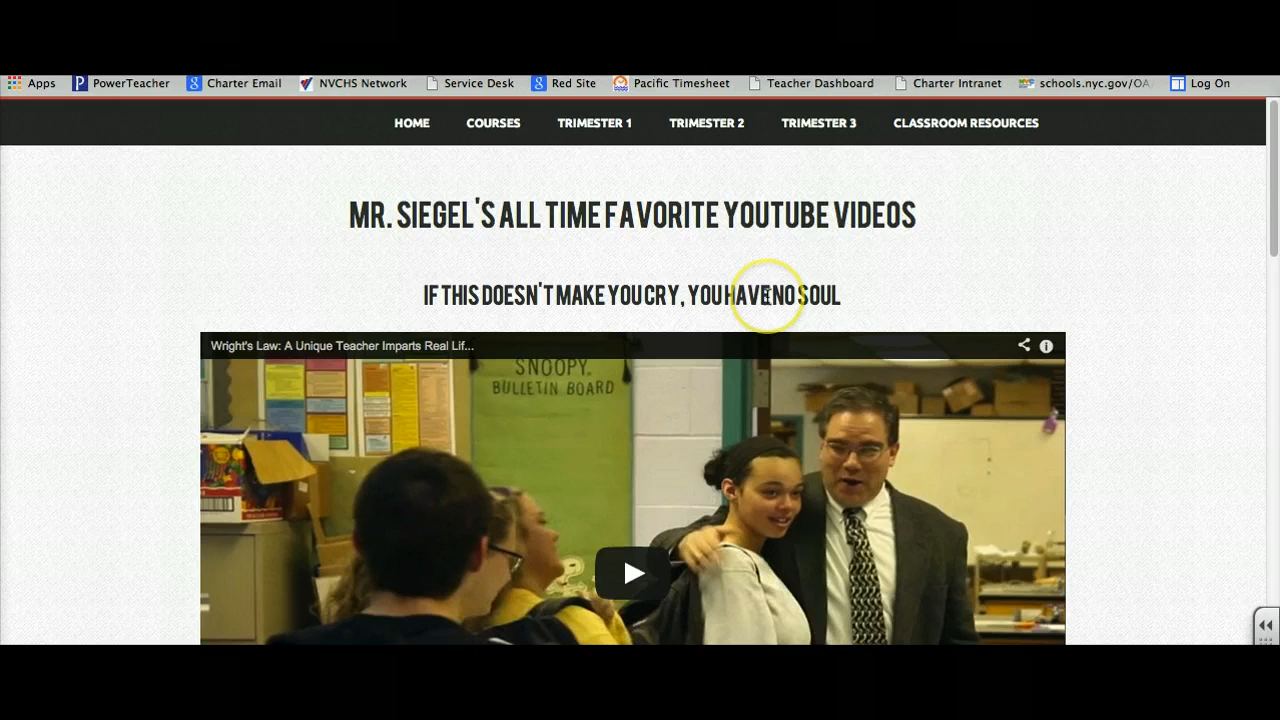 Apps PowerTeacher Charter Email NVCHS Network Service Desk Red Site Pacific Timesheet Teacher Dashboard Charter Intranet schools.nyc.gov/OA Log On
HOME COURSES TRIMESTER 1 TRIMESTER 2 TRIMESTER 3 CLASSROOM RESOURCES
MR. SIEGEL'S ALL TIME FAVORITE YOUTUBE VIDEOS
IF THIS DOESN'T MAKE YOU CRY, YOU HAVE NO SOUL
Wright's Law: A Unique Teacher Imparts Real Lif...
SNOOPY
BULLETIN BOARD